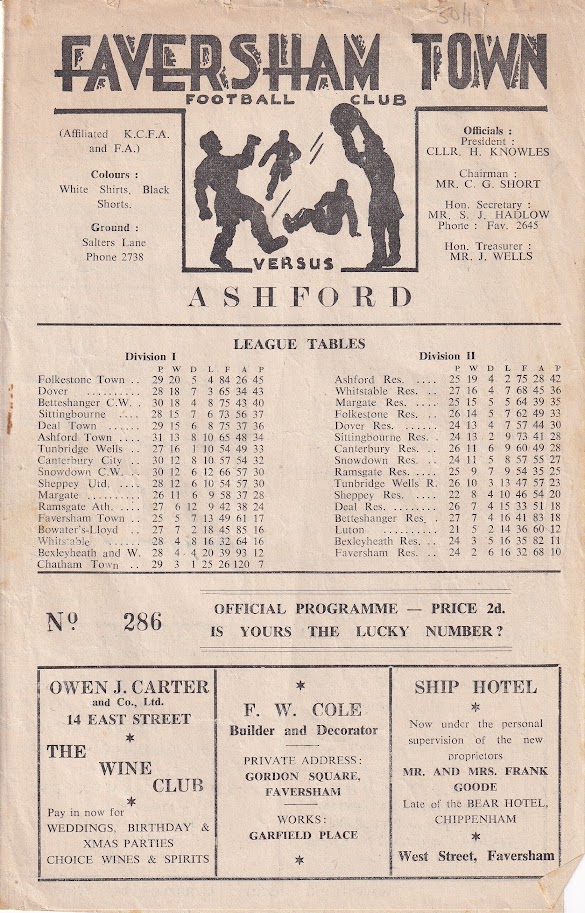 FAVERSHAM TOWN
FOOTBALL CLUB
(Affiliated K.C.F.A.
and F.A.)
Colours :
White Shirts, Black
Shorts.
Ground :
Salters Lane
Phone 2738
VERSUS
Officials :
President :
CLLR. H. KNOWLES
Chairman :
MR. C. G. SHORT
Hon. Secretary :
MR. S. J. HADLOW
Phone : Fav. 2645
Hon. Treasurer :
MR. J. WELLS
ASHFORD
LEAGUE TABLES
Division I
P W D L F A P
Folkestone Town .. 29 20 5 4 84 26 45
Dover .......... 28 18 7 3 65 34 43
Betteshanger C.W. 30 18 4 8 75 43 40
Sittingbourne .... 28 15 7 6 73 56 37
Deal Town ...... 29 15 6 8 75 37 36
Ashford Town .... 31 13 8 10 65 48 34
Tunbridge Wells .. 27 16 1 10 54 49 33
Canterbury City .. 30 12 8 10 57 54 32
Snowdown C.W. .. 30 12 6 12 66 57 30
Sheppey Utd. .... 28 12 6 10 54 57 30
Margate .......... 26 11 6 9 58 37 28
Ramsgate Ath. .... 27 6 12 9 42 38 24
Faversham Town .. 25 5 7 13 49 61 17
Bowater's-Lloyd .. 27 7 2 18 45 85 16
Whitstable ...... 28 4 8 16 32 64 16
Bexleyheath and W. 28 4 4 20 39 93 12
Chatham Town .. 29 3 1 25 26 120 7
Division II
P W D L F A P
Ashford Res. .... 25 19 4 2 75 28 42
Whitstable Res. .. 27 16 4 7 68 45 36
Margate Res. .... 25 15 5 5 64 39 35
Folkestone Res. .. 26 14 5 7 62 49 33
Dover Res. ...... 24 13 4 7 57 44 30
Sittingbourne Res. . 24 13 2 9 73 41 28
Canterbury Res. .. 26 11 6 9 60 49 28
Snowdown Res. .. 24 11 5 8 57 55 27
Ramsgate Res. .... 25 9 7 9 54 35 25
Tunbridge Wells R. 26 10 3 13 47 57 23
Sheppey Res. .... 22 8 4 10 46 54 20
Deal Res. ........ 26 7 4 15 33 51 18
Betteshanger Res. . 27 7 4 16 41 83 18
Luton .......... 21 5 2 14 36 60 12
Bexleyheath Res. .. 24 3 5 16 35 82 11
Faversham Res. .. 24 2 6 16 32 68 10
No 286
OFFICIAL PROGRAMME — PRICE 2d.
IS YOURS THE LUCKY NUMBER?
OWEN J. CARTER
and Co., Ltd.
14 EAST STREET
*
THE
WINE
CLUB
*
Pay in now for
WEDDINGS, BIRTHDAY &
XMAS PARTIES
CHOICE WINES & SPIRITS
*
F. W. COLE
Builder and Decorator
PRIVATE ADDRESS:
GORDON SQUARE,
FAVERSHAM
WORKS:
GARFIELD PLACE
*
SHIP HOTEL
*
Now under the personal
supervision of the new
proprietors
MR. AND MRS. FRANK
GOODE
Late of the BEAR HOTEL,
CHIPPENHAM
*
West Street, Faversham